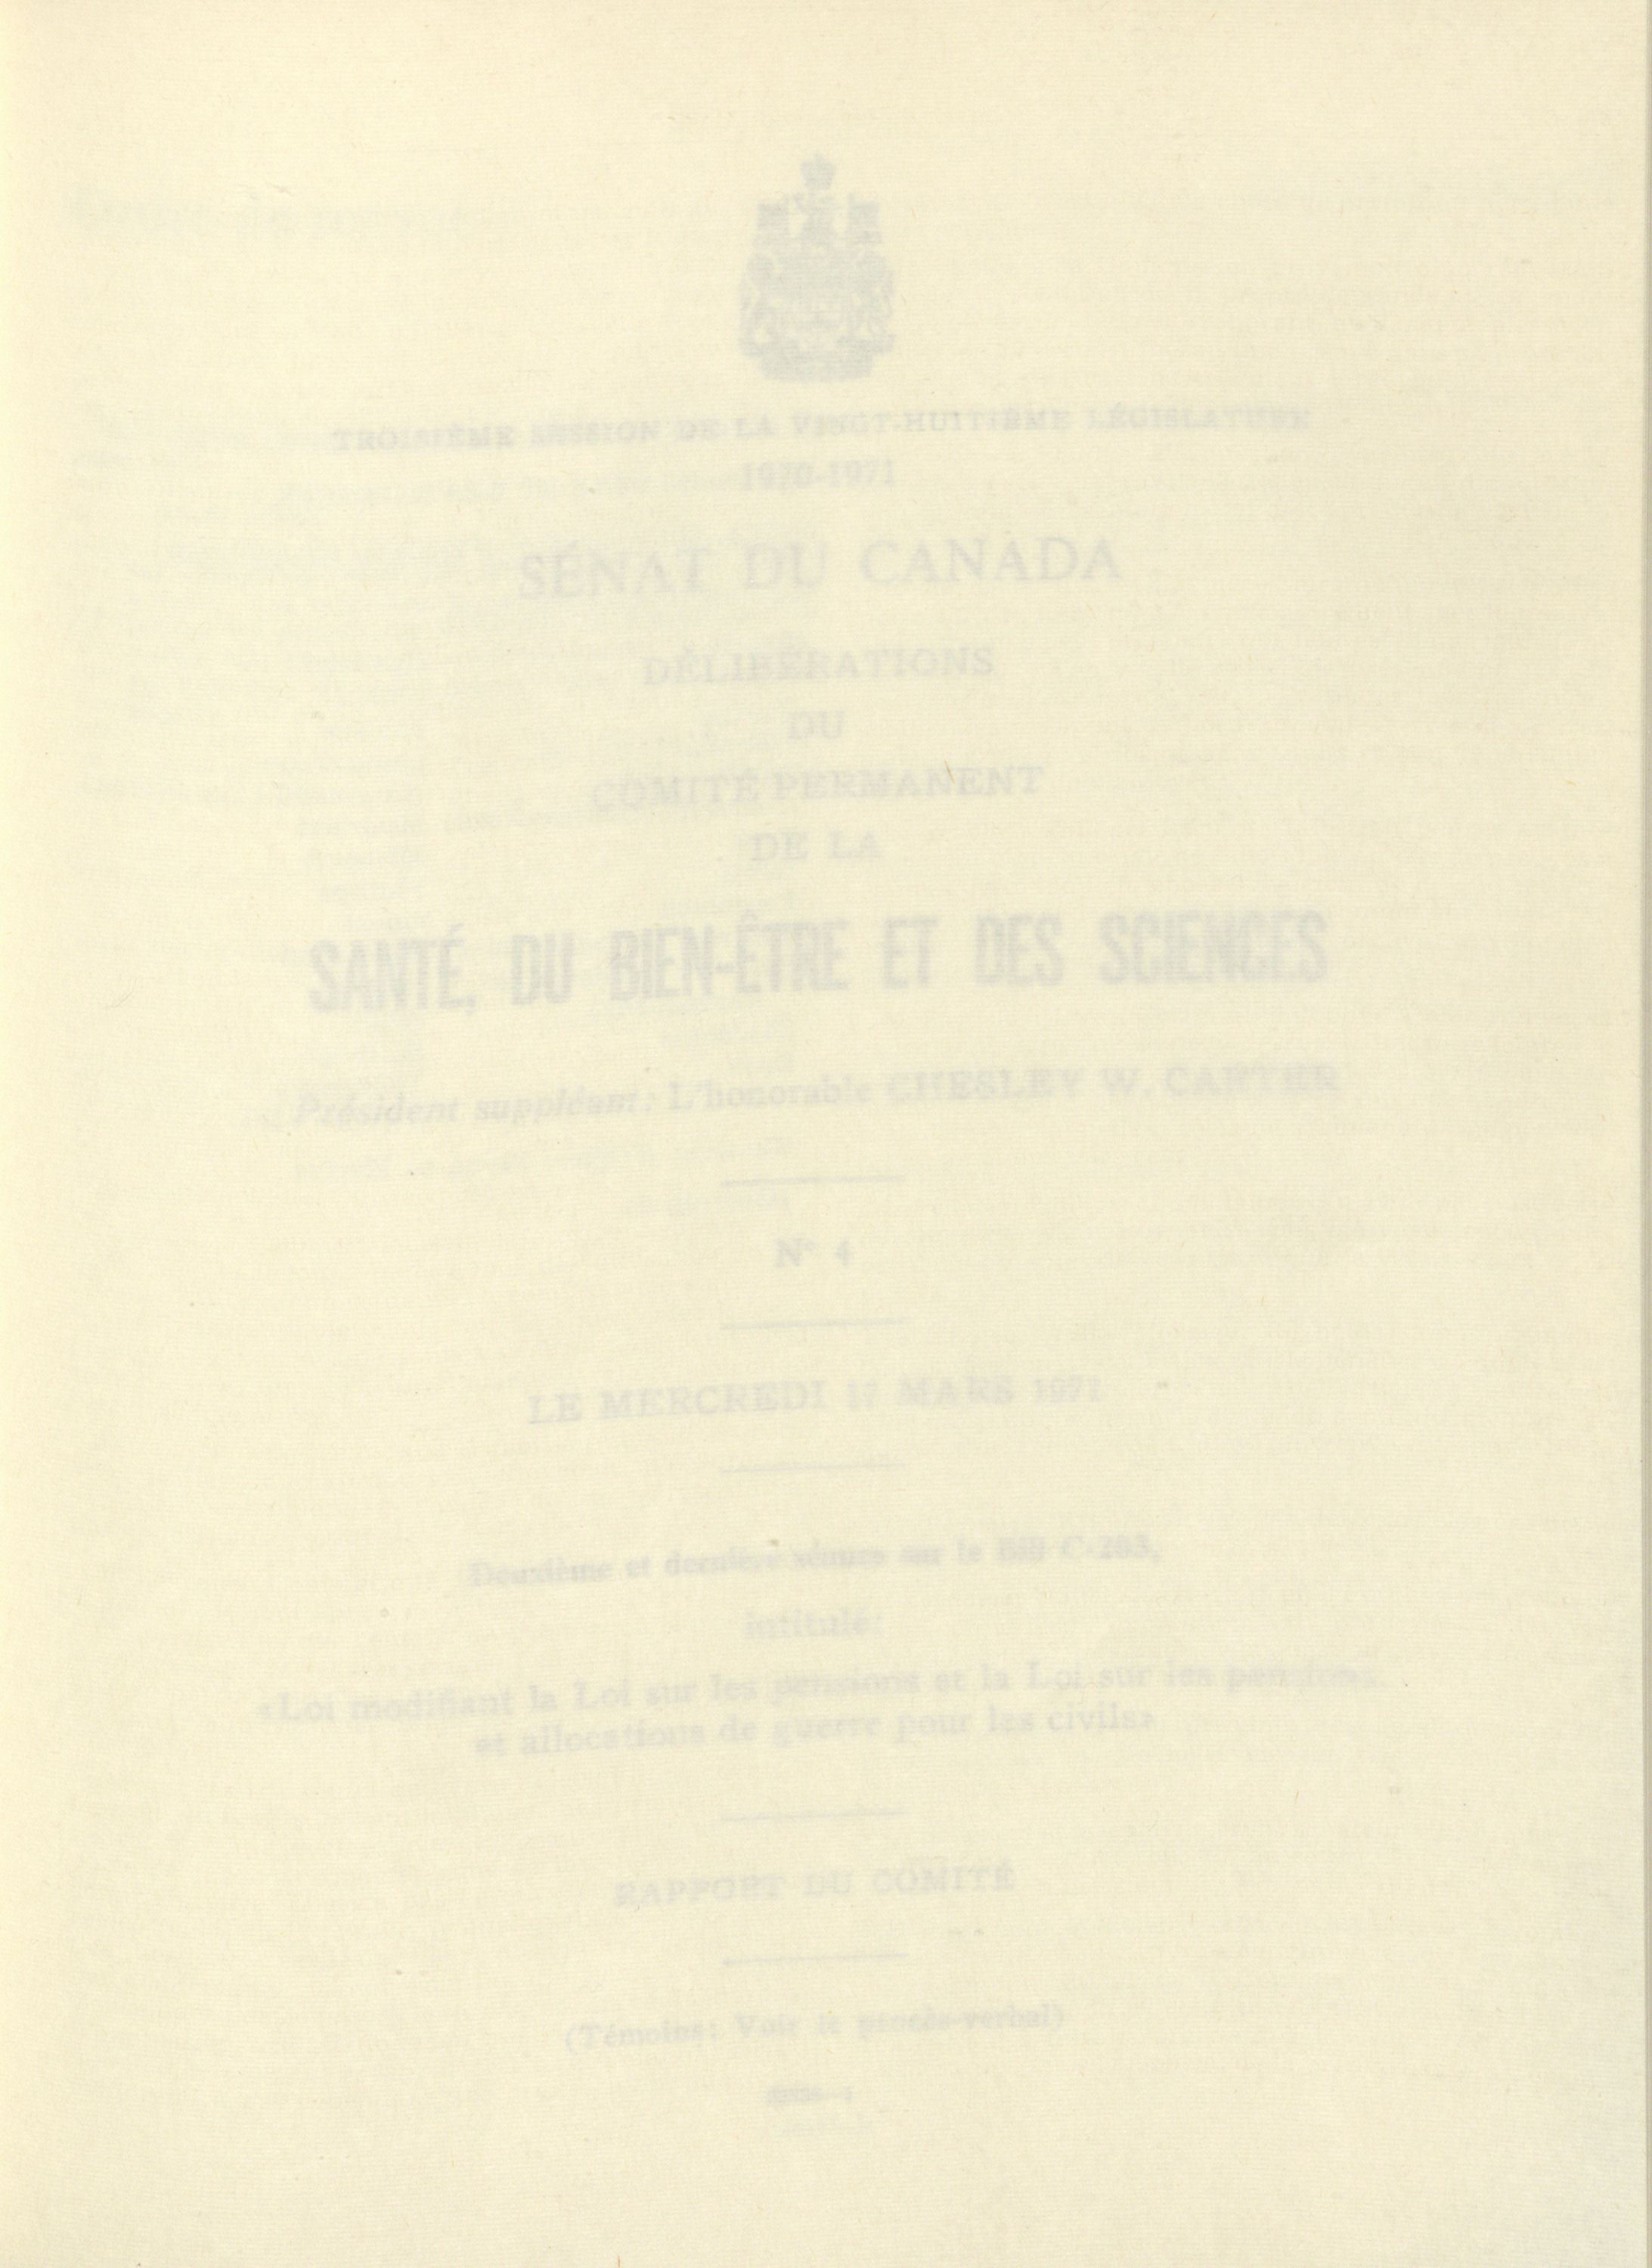 TROISIÈME SESSION DE LA VINGT-HUITIÈME LÉGISLATURE
1970-1971
SÉNAT DU CANADA
DÉLIBÉRATIONS
DU
COMITÉ PERMANENT
DE LA
SANTÉ, DU BIEN-ÊTRE ET DES SCIENCES
Président suppléant: L'honorable CHESLEY W. CARTER
N° 4
LE MERCREDI 17 MARS 1971
Deuxième et dernière séance sur le Bill C-203,
intitulé:
«Loi modifiant la Loi sur les pensions et la Loi sur les pensions
et allocations de guerre pour les civils»
RAPPORT DU COMITÉ
(Témoins: Voir le procès-verbal)